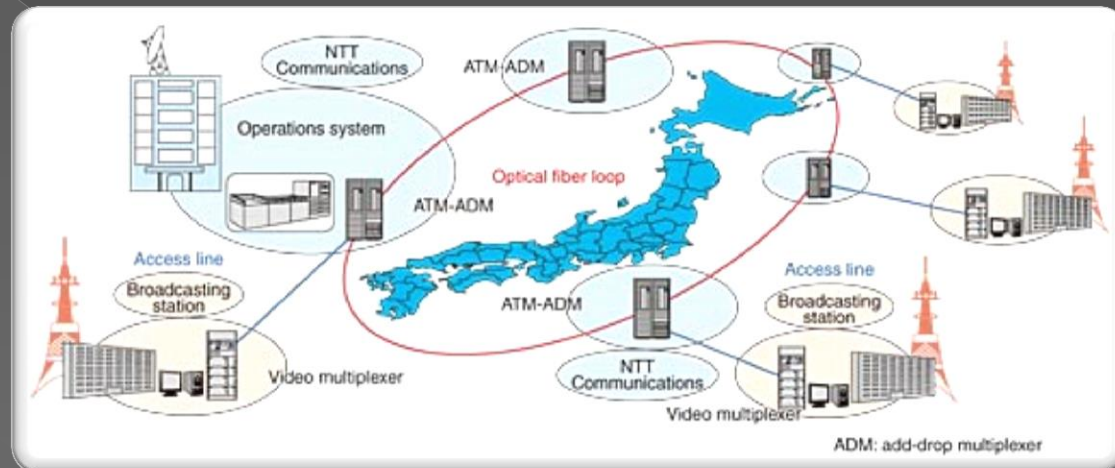 NTT
Communications
ATM-ADM
Operations system
Optical fiber loop
ATM-ADM
Access line
Broadcasting
station
Video multiplexer
ATM-ADM
NTT
Communications
Access line
Broadcasting
station
Video multiplexer
ADM: add-drop multiplexer